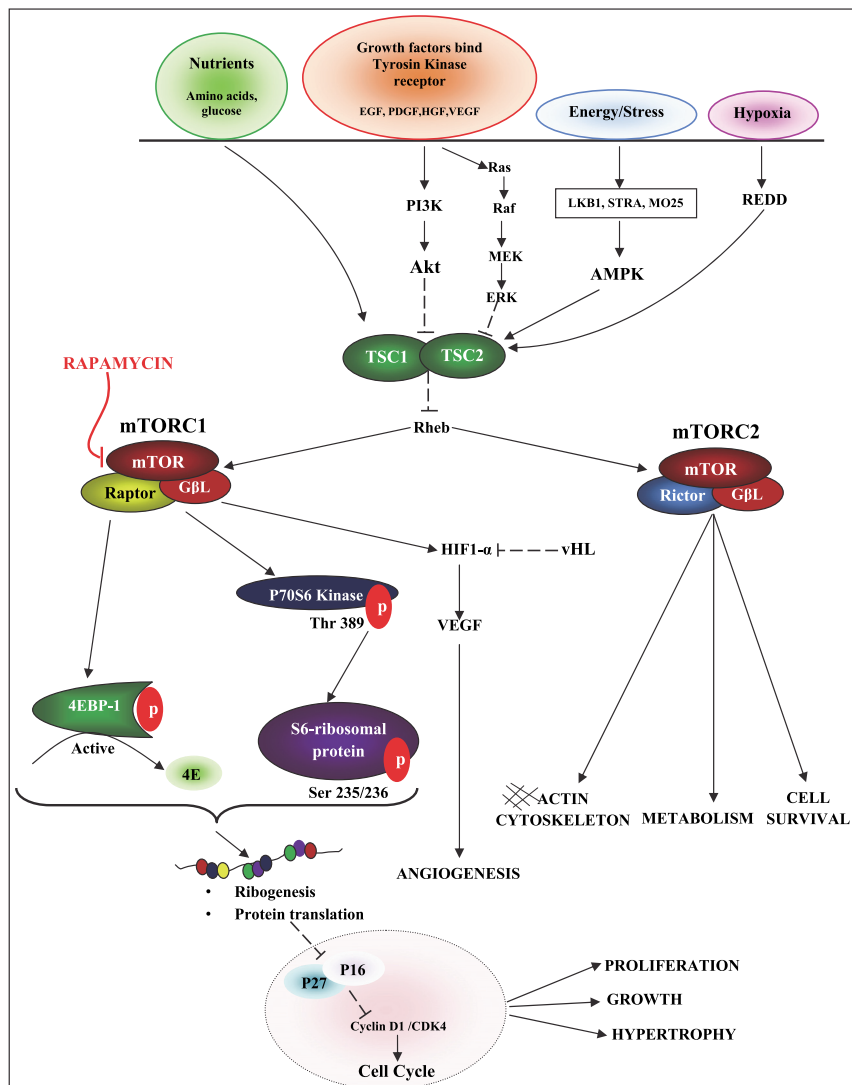 Nutrients
Amino acids,
glucose
Growth factors bind
Tyrosin Kinase
receptor
EGF, PDGF,HGF,VEGF
Energy/Stress
Hypoxia
Ras
PI3K
Raf
LKB1, STRA, MO25
REDD
MEK
Akt
AMPK
ERK
TSC1
TSC2
RAPAMYCIN
Rheb
mTORC1
mTOR
Raptor
GβL
mTORC2
mTOR
Rictor
GβL
HIF1-α
vHL
P70S6 Kinase
p
Thr 389
VEGF
4EBP-1
p
Active
4E
S6-ribosomal
protein
p
Ser 235/236
ACTIN
CYTOSKELETON
METABOLISM
CELL
SURVIVAL
ANGIOGENESIS
• Ribogenesis
• Protein translation
P27
P16
Cyclin D1 /CDK4
Cell Cycle
PROLIFERATION
GROWTH
HYPERTROPHY